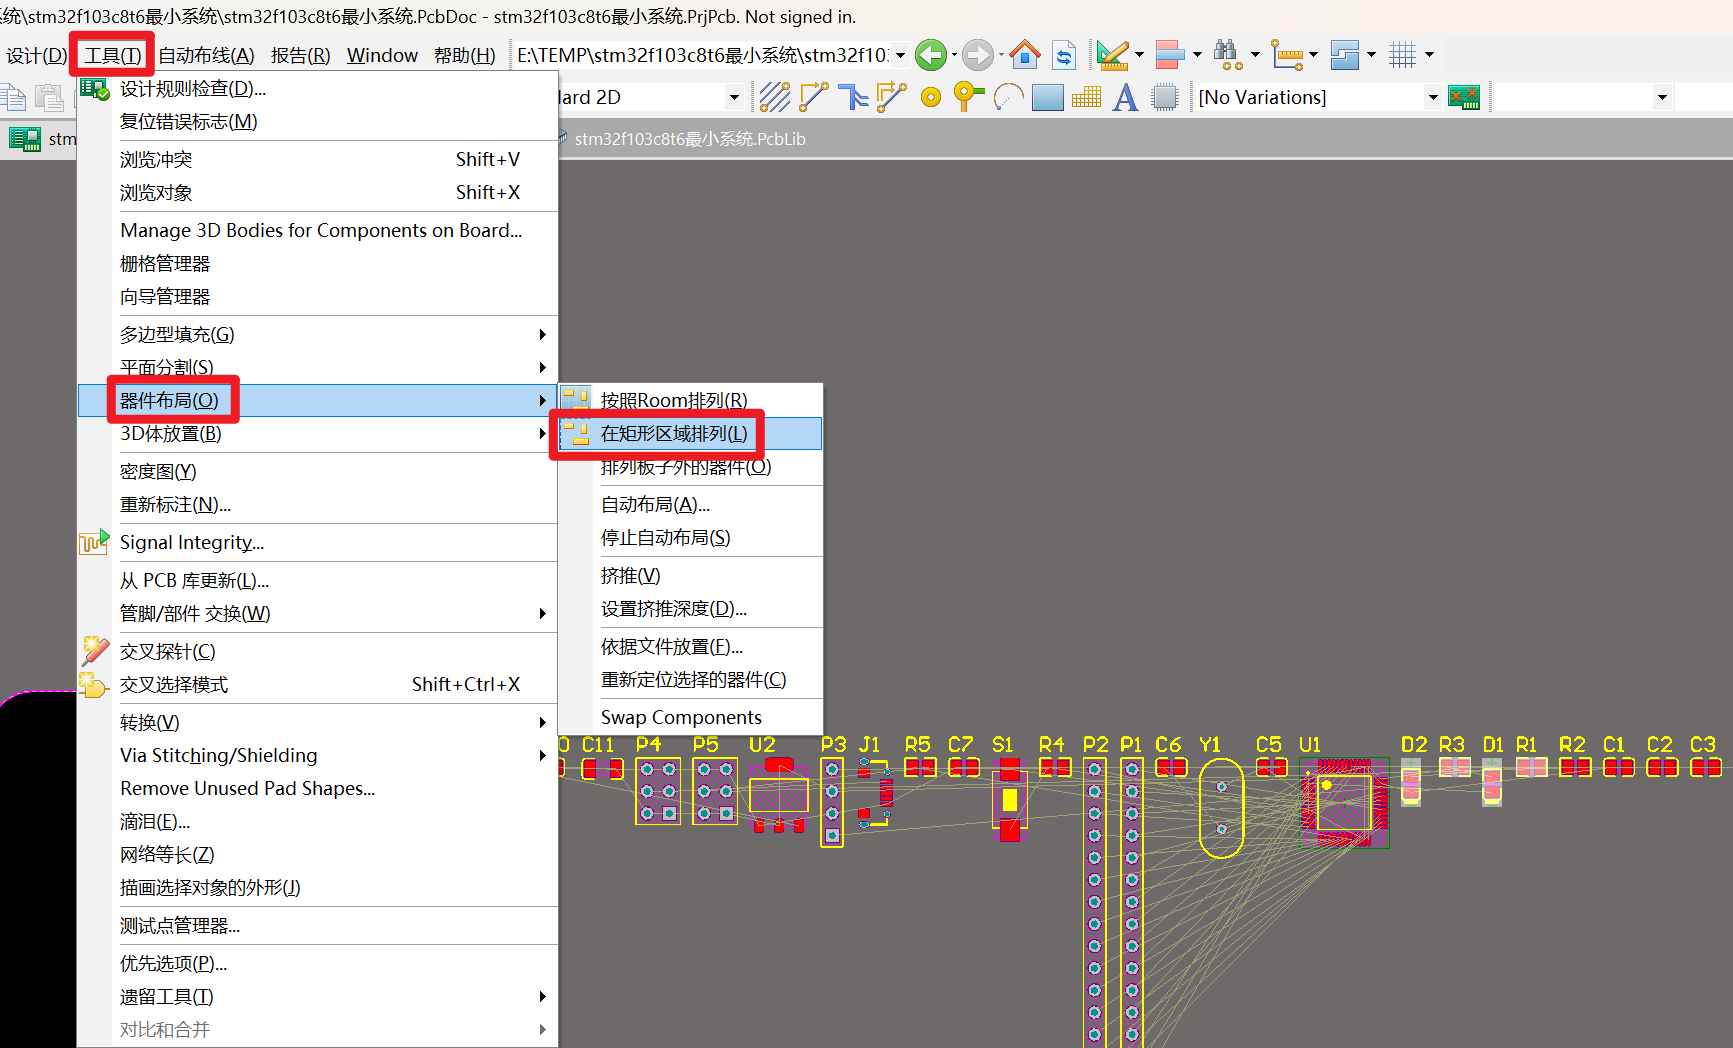 系统\stm32f103c8t6最小系统\stm32f103c8t6最小系统.PcbDoc - stm32f103c8t6最小系统.PrjPcb. Not signed in.
设计(D) 工具(T) 自动布线(A) 报告(R) Window 帮助(H) E:\TEMP\stm32f103c8t6最小系统\stm32f10
dard 2D [No Variations]
stm stm32f103c8t6最小系统.PcbLib
设计规则检查(D)...
复位错误标志(M)
浏览冲突 Shift+V
浏览对象 Shift+X
Manage 3D Bodies for Components on Board...
栅格管理器
向导管理器
多边型填充(G)
平面分割(S)
器件布局(O)
3D体放置(B)
密度图(Y)
重新标注(N)...
Signal Integrity...
从 PCB 库更新(L)...
管脚/部件 交换(W)
交叉探针(C)
交叉选择模式 Shift+Ctrl+X
转换(V)
Via Stitching/Shielding
Remove Unused Pad Shapes...
滴泪(E)...
网络等长(Z)
描画选择对象的外形(J)
测试点管理器...
优先选项(P)...
遗留工具(T)
对比和合并
按照Room排列(R)
在矩形区域排列(L)
排列板子外的器件(O)
自动布局(A)...
停止自动布局(S)
挤推(V)
设置挤推深度(D)...
依据文件放置(F)...
重新定位选择的器件(C)
Swap Components
0 C11 P4 P5 U2 P3 J1 R5 C7 S1 R4 P2 P1 C6 Y1 C5 U1 D2 R3 D1 R1 R2 C1 C2 C3